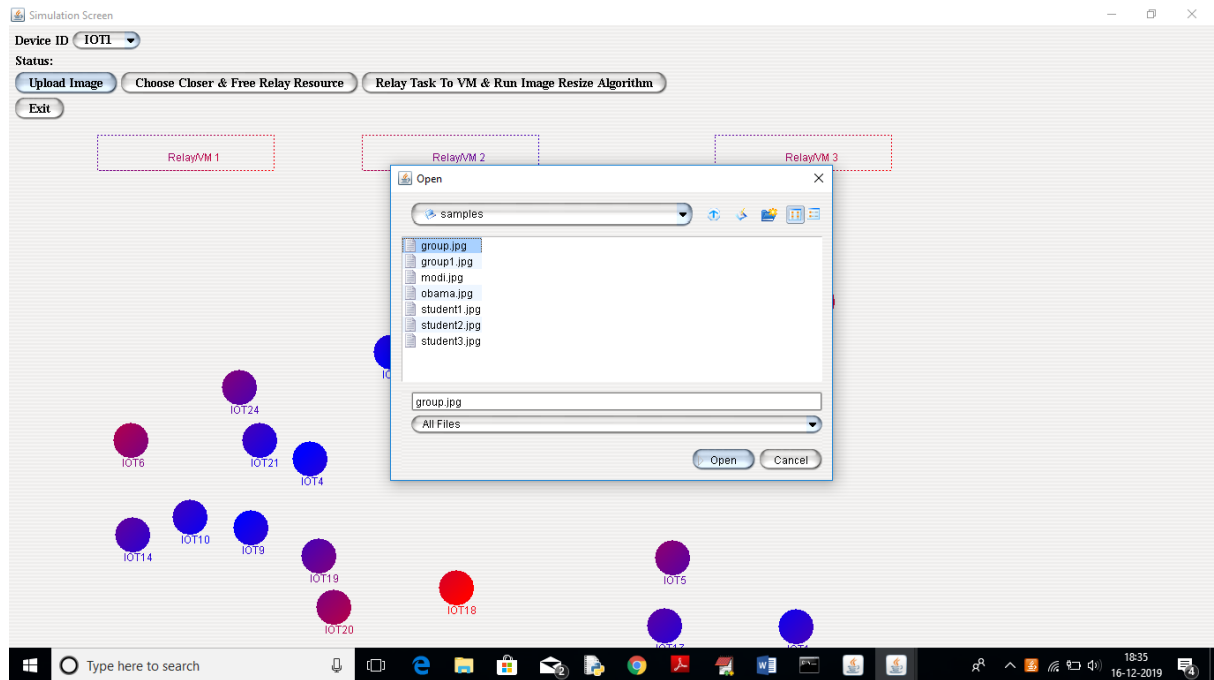 Simulation Screen
Device ID IOT1
Status:
Upload Image Choose Closer & Free Relay Resource Relay Task To VM & Run Image Resize Algorithm
Exit
Relay/VM 1 Relay/VM 2 Relay/VM 3
Open
samples
group.jpg
group1.jpg
modi.jpg
obama.jpg
student1.jpg
student2.jpg
student3.jpg
group.jpg
All Files
Open Cancel
IOT24
IOT6 IOT21
IOT4
IOT10
IOT14 IOT9
IOT19 IOT5
IOT18
IOT20
IOT17
Type here to search
18:35
16-12-2019
2
4